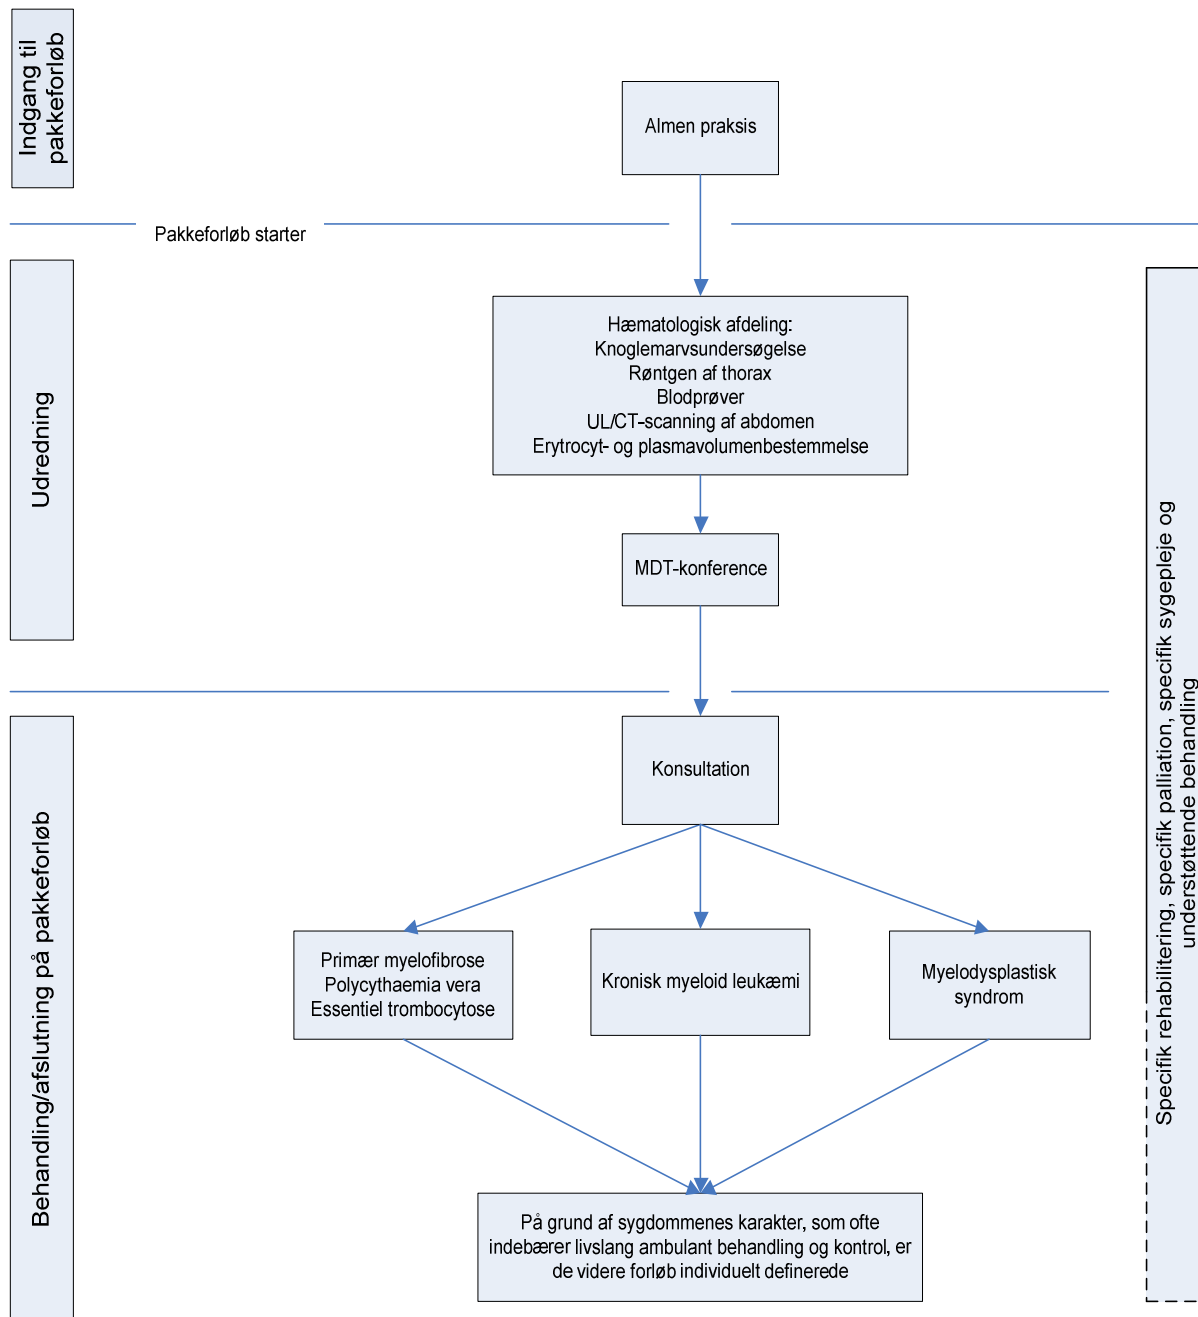 Indgang til
pakkeforløb
Almen praksis
Pakkeforløb starter
Udredning
Hæmatologisk afdeling:
Knoglemarvsundersøgelse
Røntgen af thorax
Blodprøver
UL/CT-scanning af abdomen
Erytrocyt- og plasmavolumenbestemmelse
MDT-konference
Specifik rehabilitering, specifik palliation, specifik sygepleje og
understøttende behandling
Behandling/afslutning på pakkeforløb
Konsultation
Primær myelofibrose
Polycythaemia vera
Essentiel trombocytose
Kronisk myeloid leukæmi
Myelodysplastisk
syndrom
På grund af sygdommenes karakter, som ofte
indebærer livslang ambulant behandling og kontrol, er
de videre forløb individuelt definerede